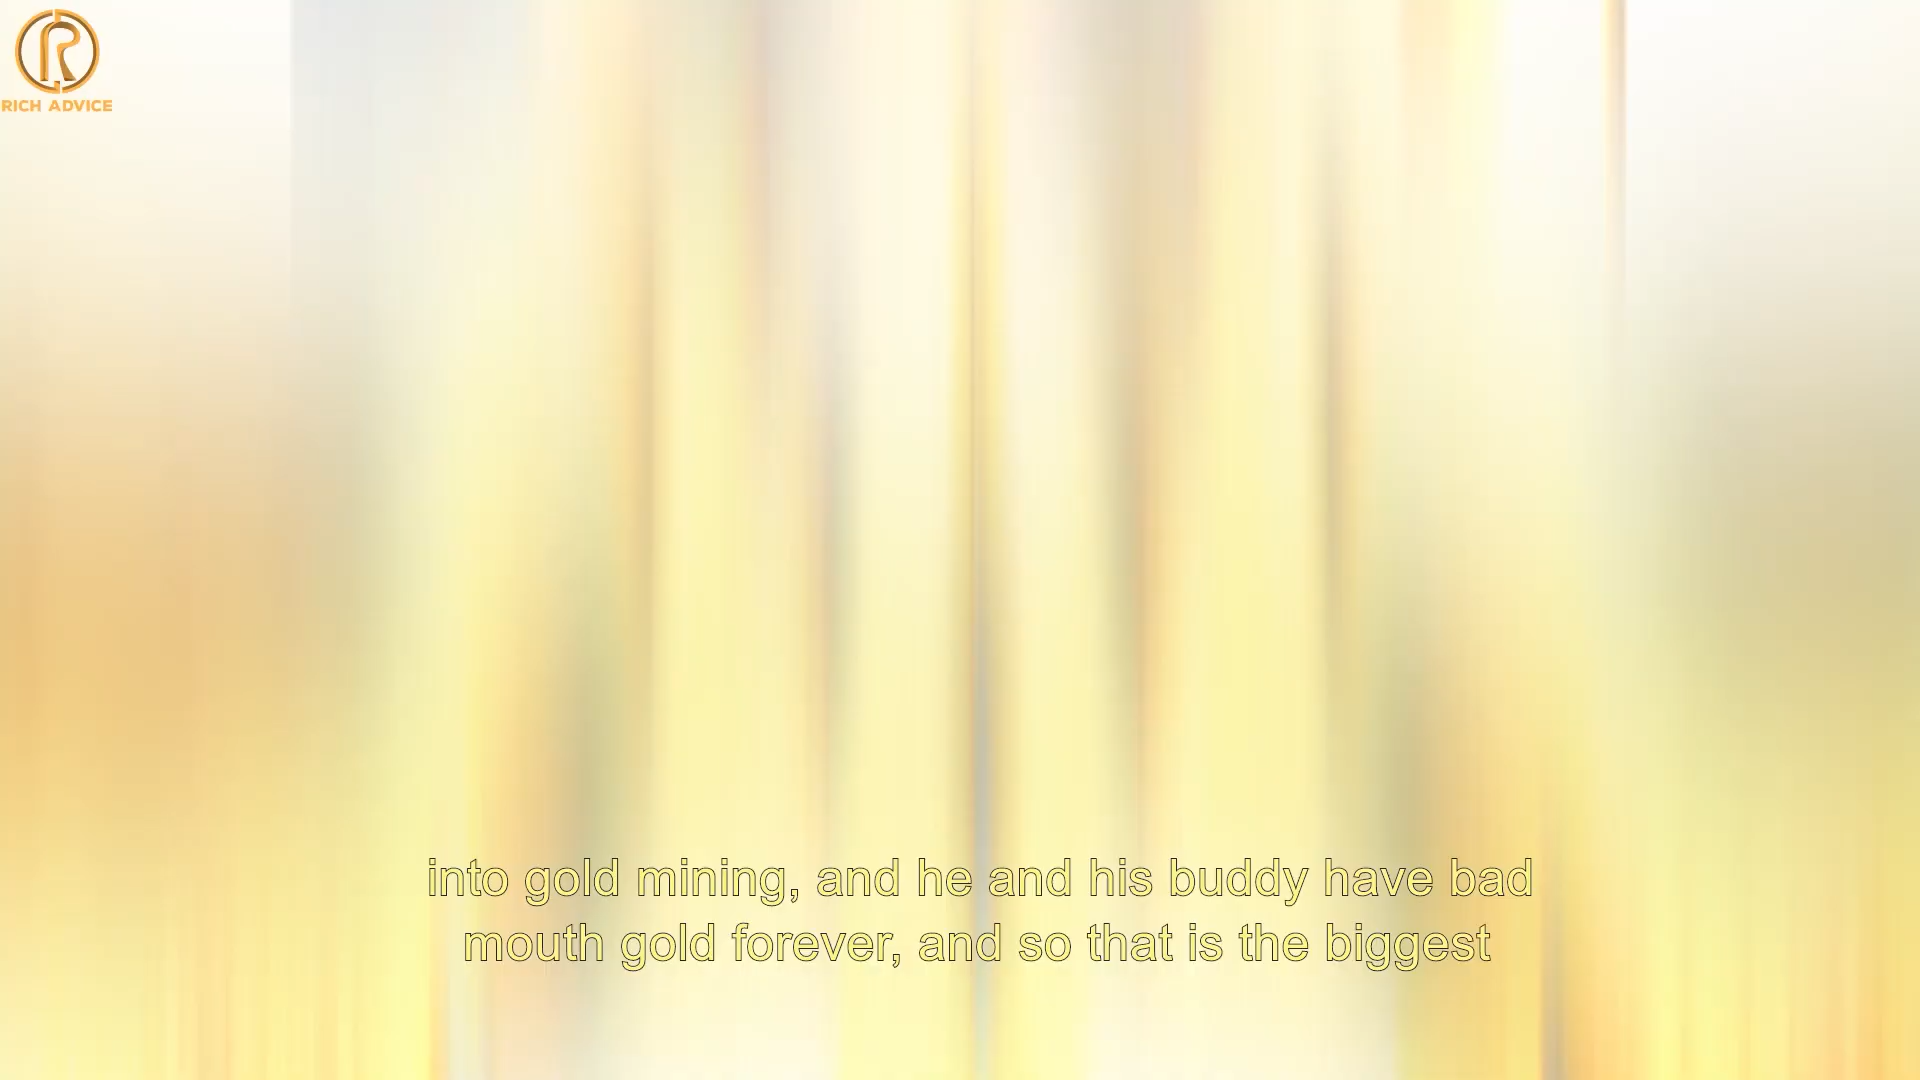 RICH ADVICE
into gold mining, and he and his buddy have bad
mouth gold forever, and so that is the biggest